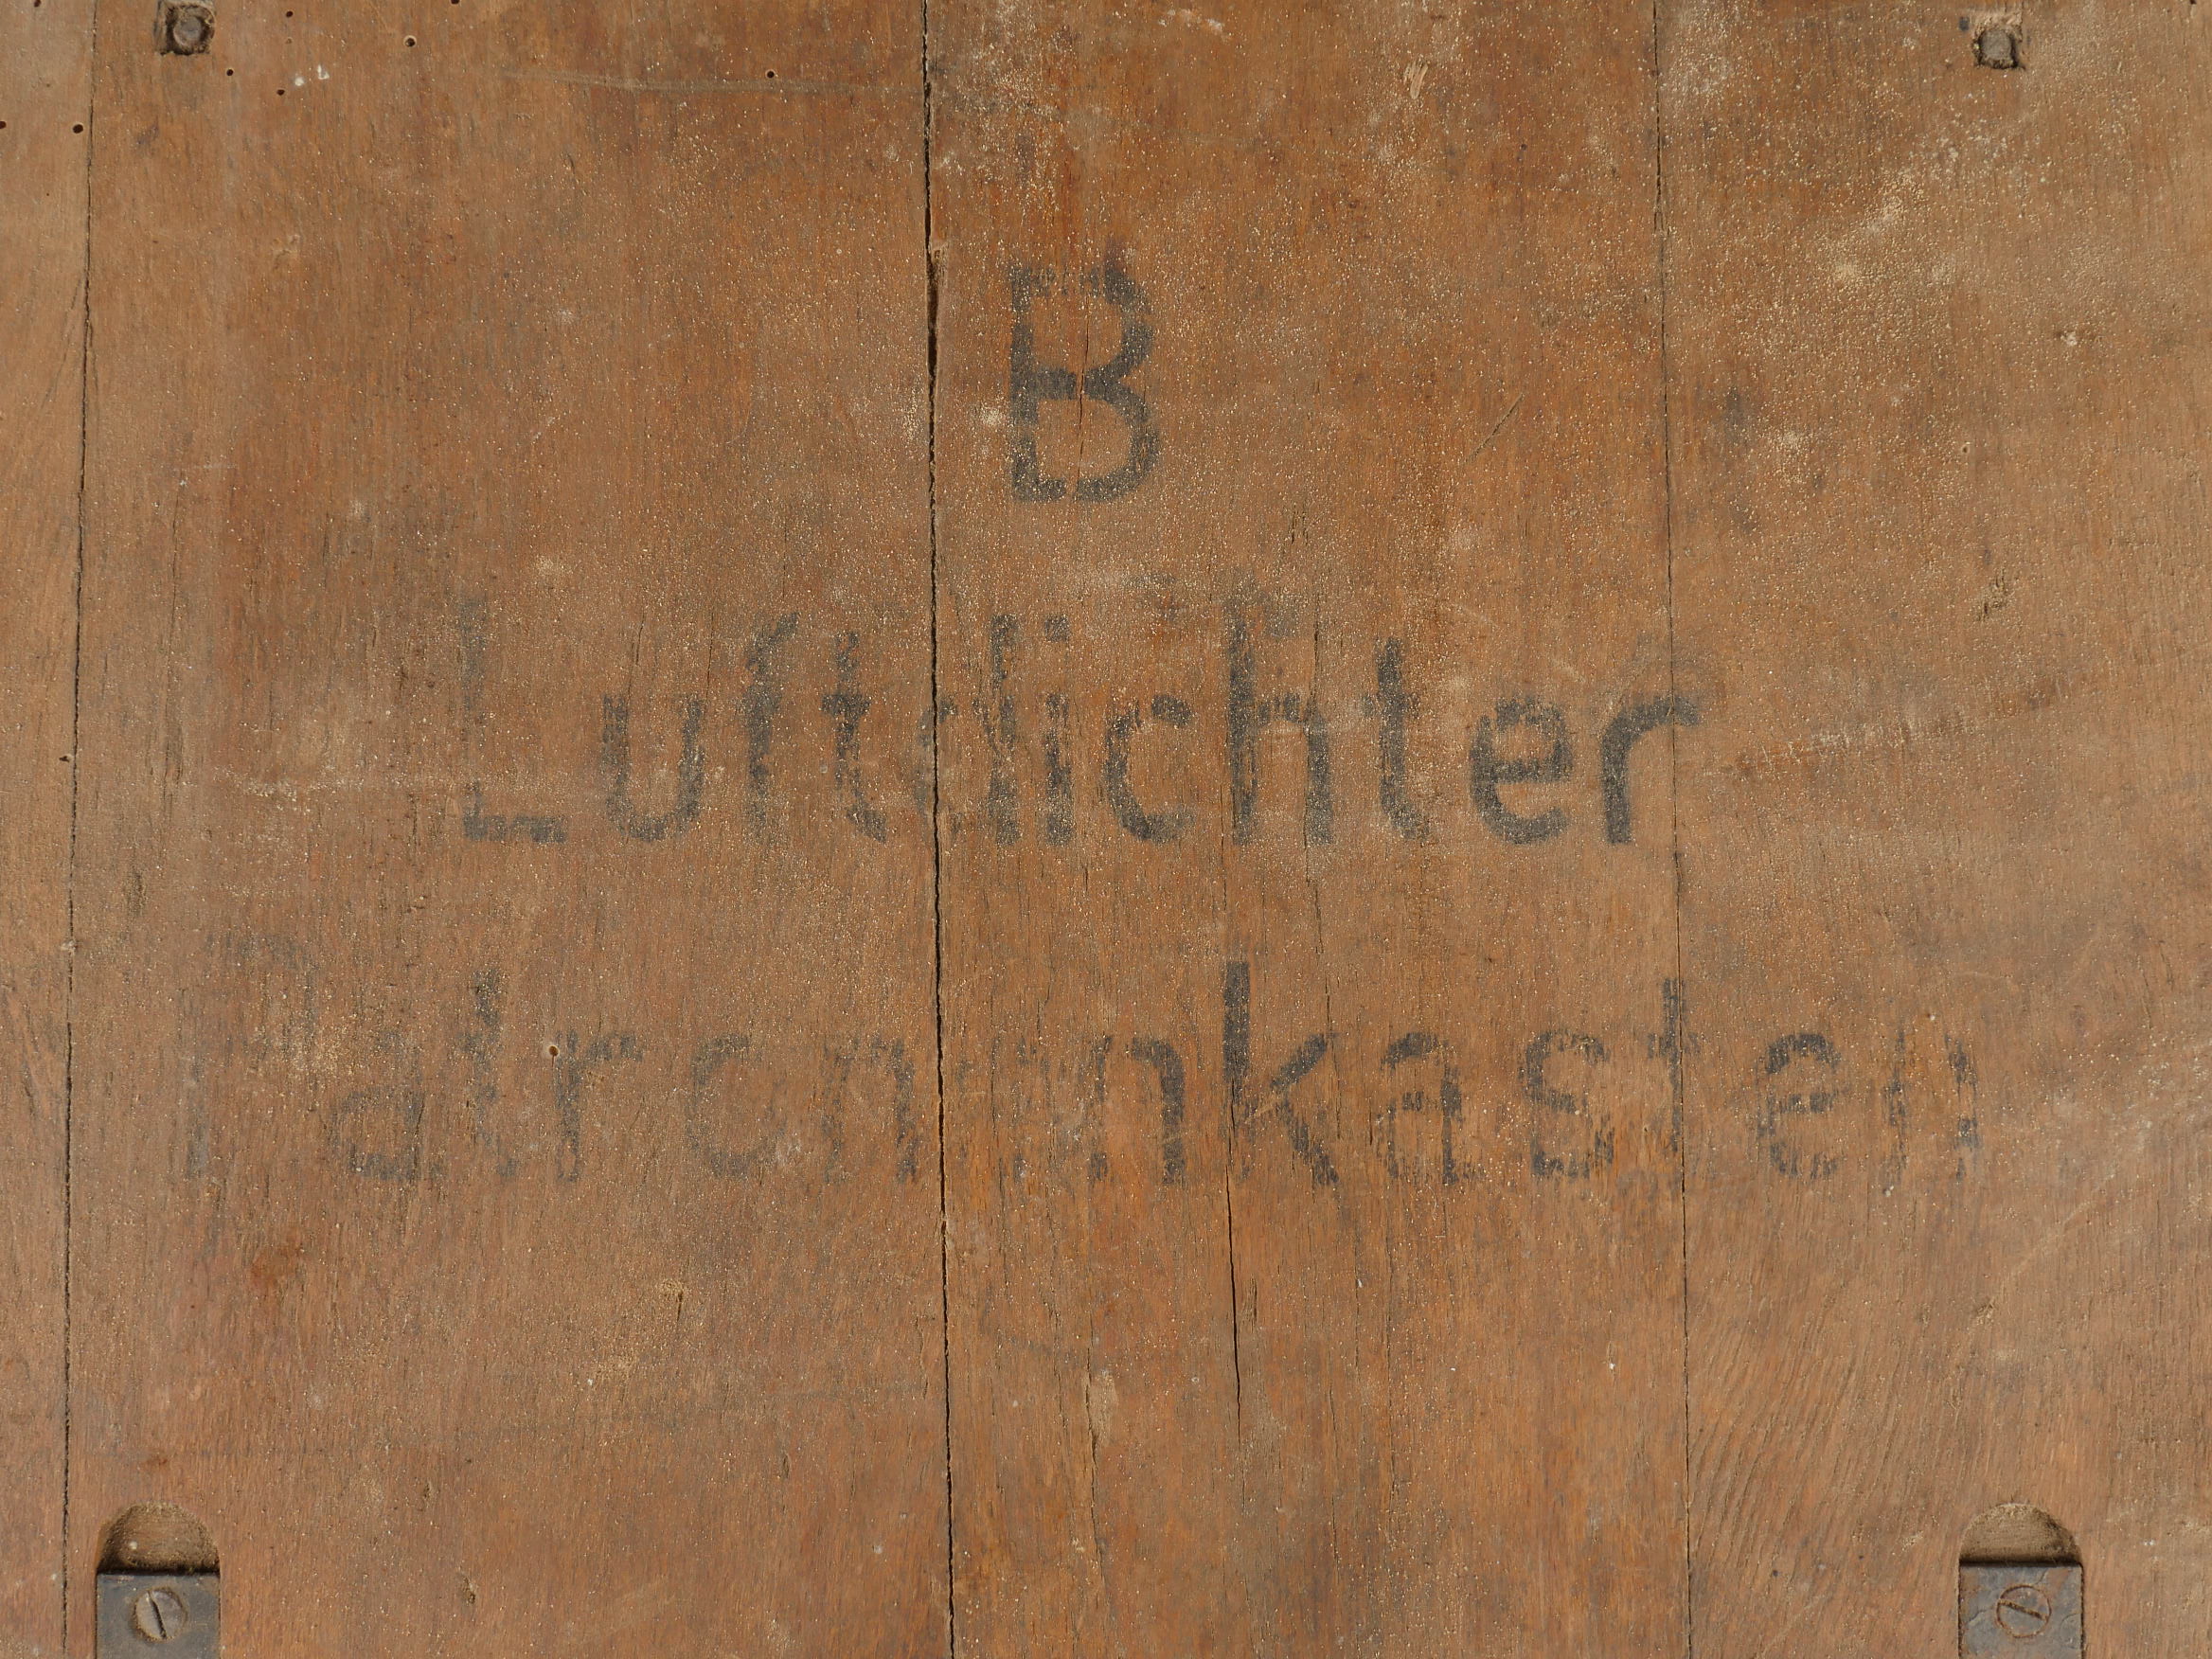 B
Luftdichter
Patronenkasten